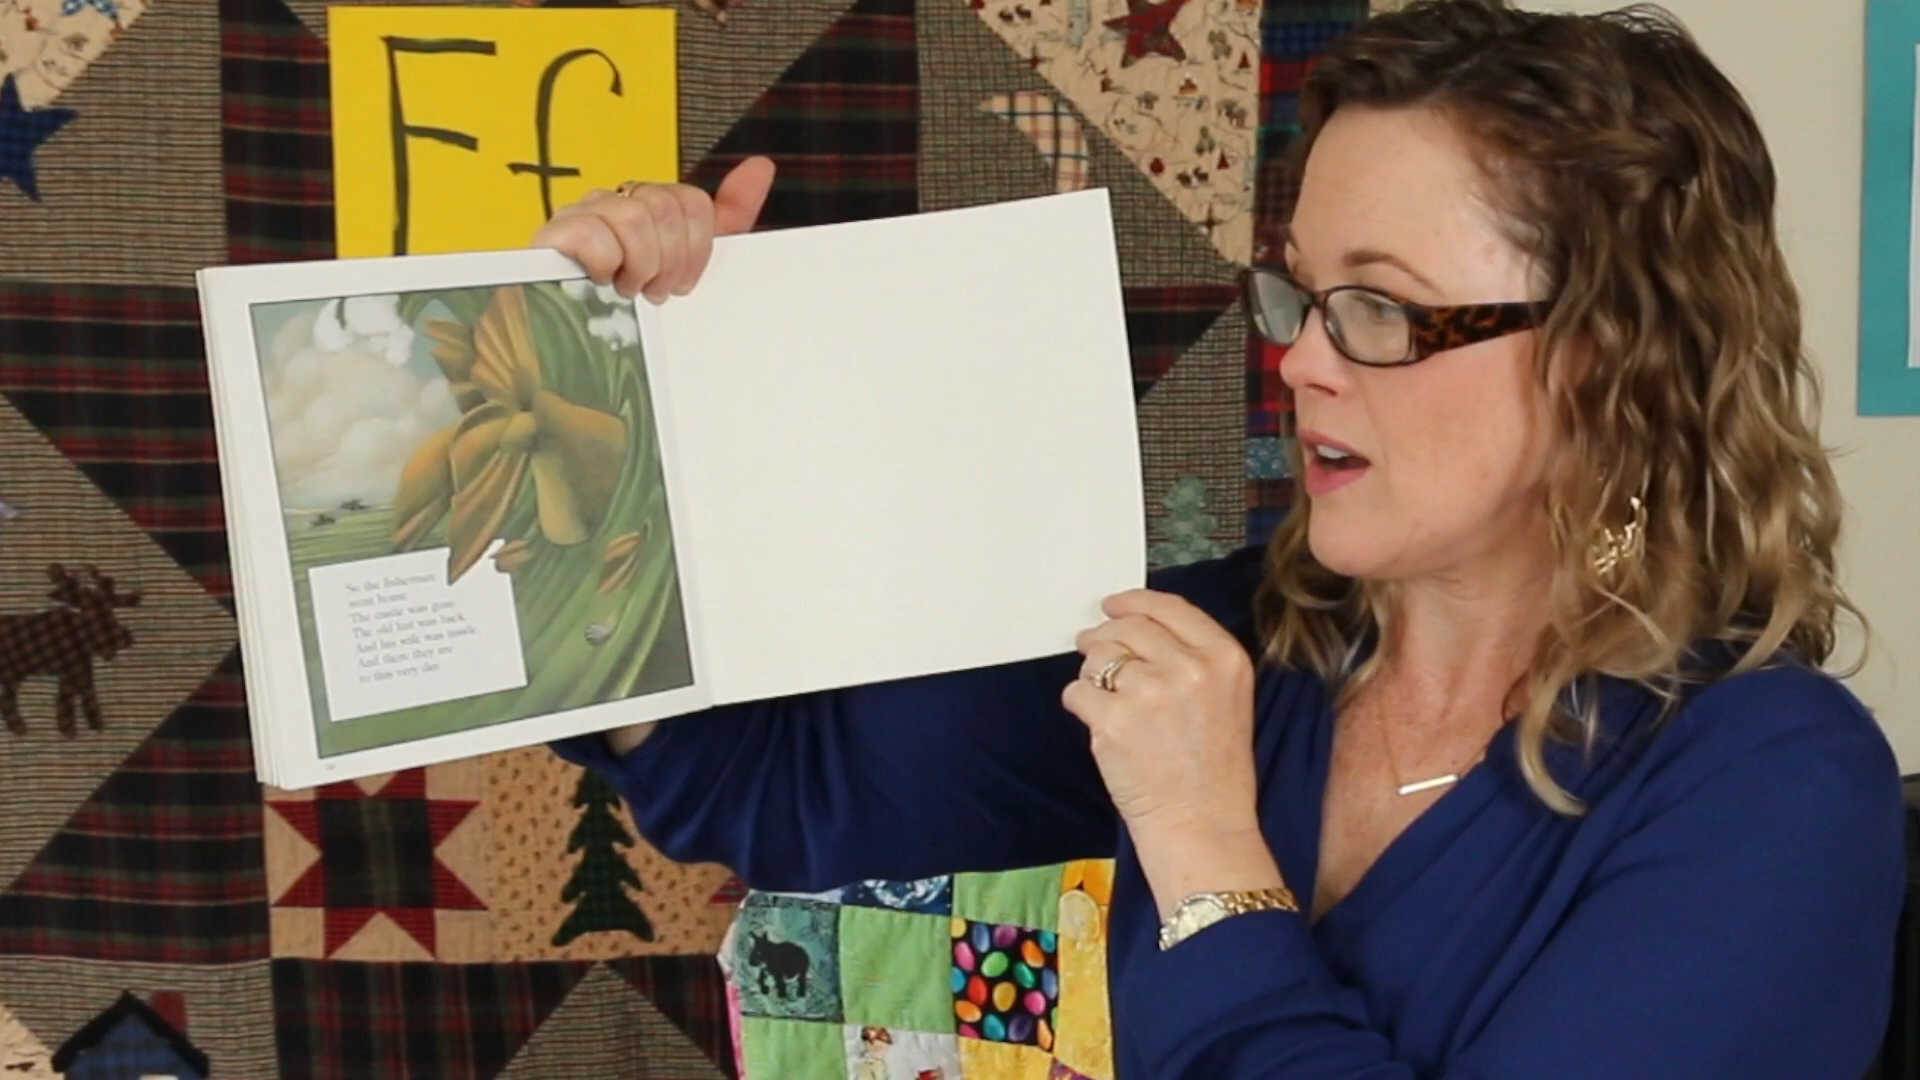 Ff
So the fisherman
went home.
The castle was gone.
The old hut was back.
And his wife was inside.
And there they are
to this very day.